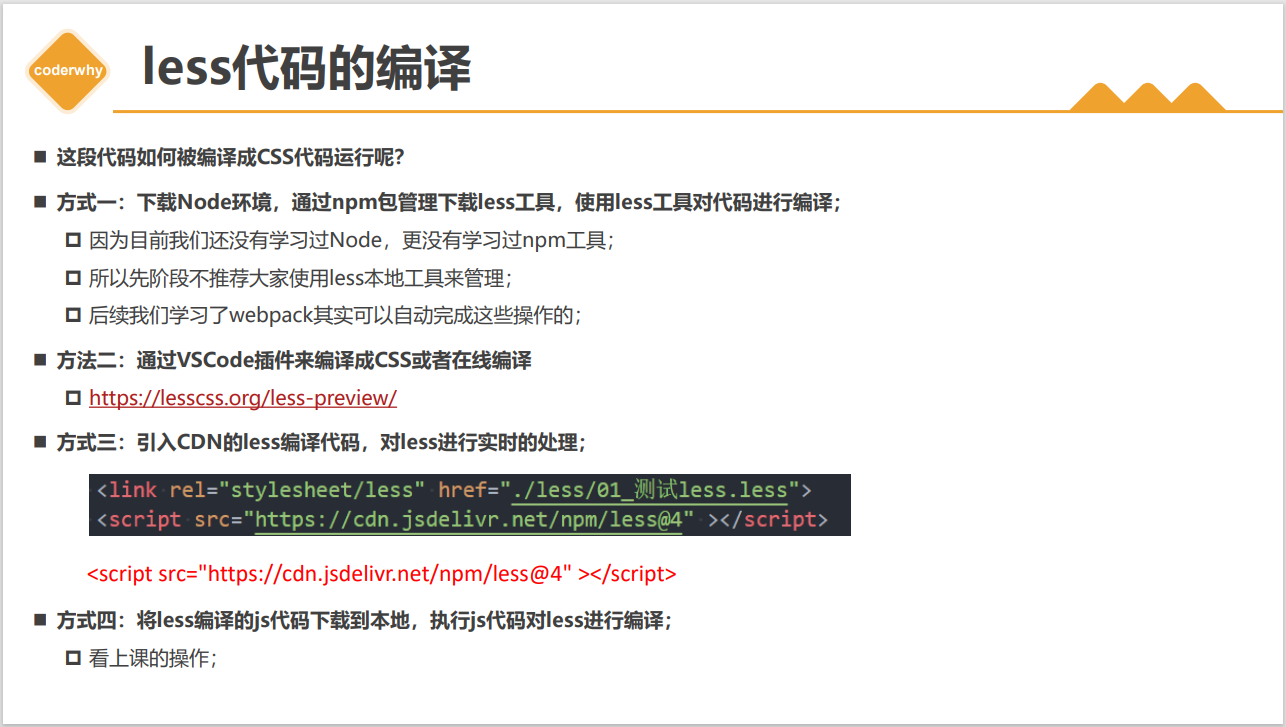 coderwhy
less代码的编译
这段代码如何被编译成CSS代码运行呢？
方式一：下载Node环境，通过npm包管理下载less工具，使用less工具对代码进行编译；
因为目前我们还没有学习过Node，更没有学习过npm工具；
所以先阶段不推荐大家使用less本地工具来管理；
后续我们学习了webpack其实可以自动完成这些操作的；
方法二：通过VSCode插件来编译成CSS或者在线编译
https://lesscss.org/less-preview/
方式三：引入CDN的less编译代码，对less进行实时的处理；
<link rel="stylesheet/less" href="./less/01_测试less.less">
<script src="https://cdn.jsdelivr.net/npm/less@4" ></script>
<script src="https://cdn.jsdelivr.net/npm/less@4" ></script>
方式四：将less编译的js代码下载到本地，执行js代码对less进行编译；
看上课的操作；